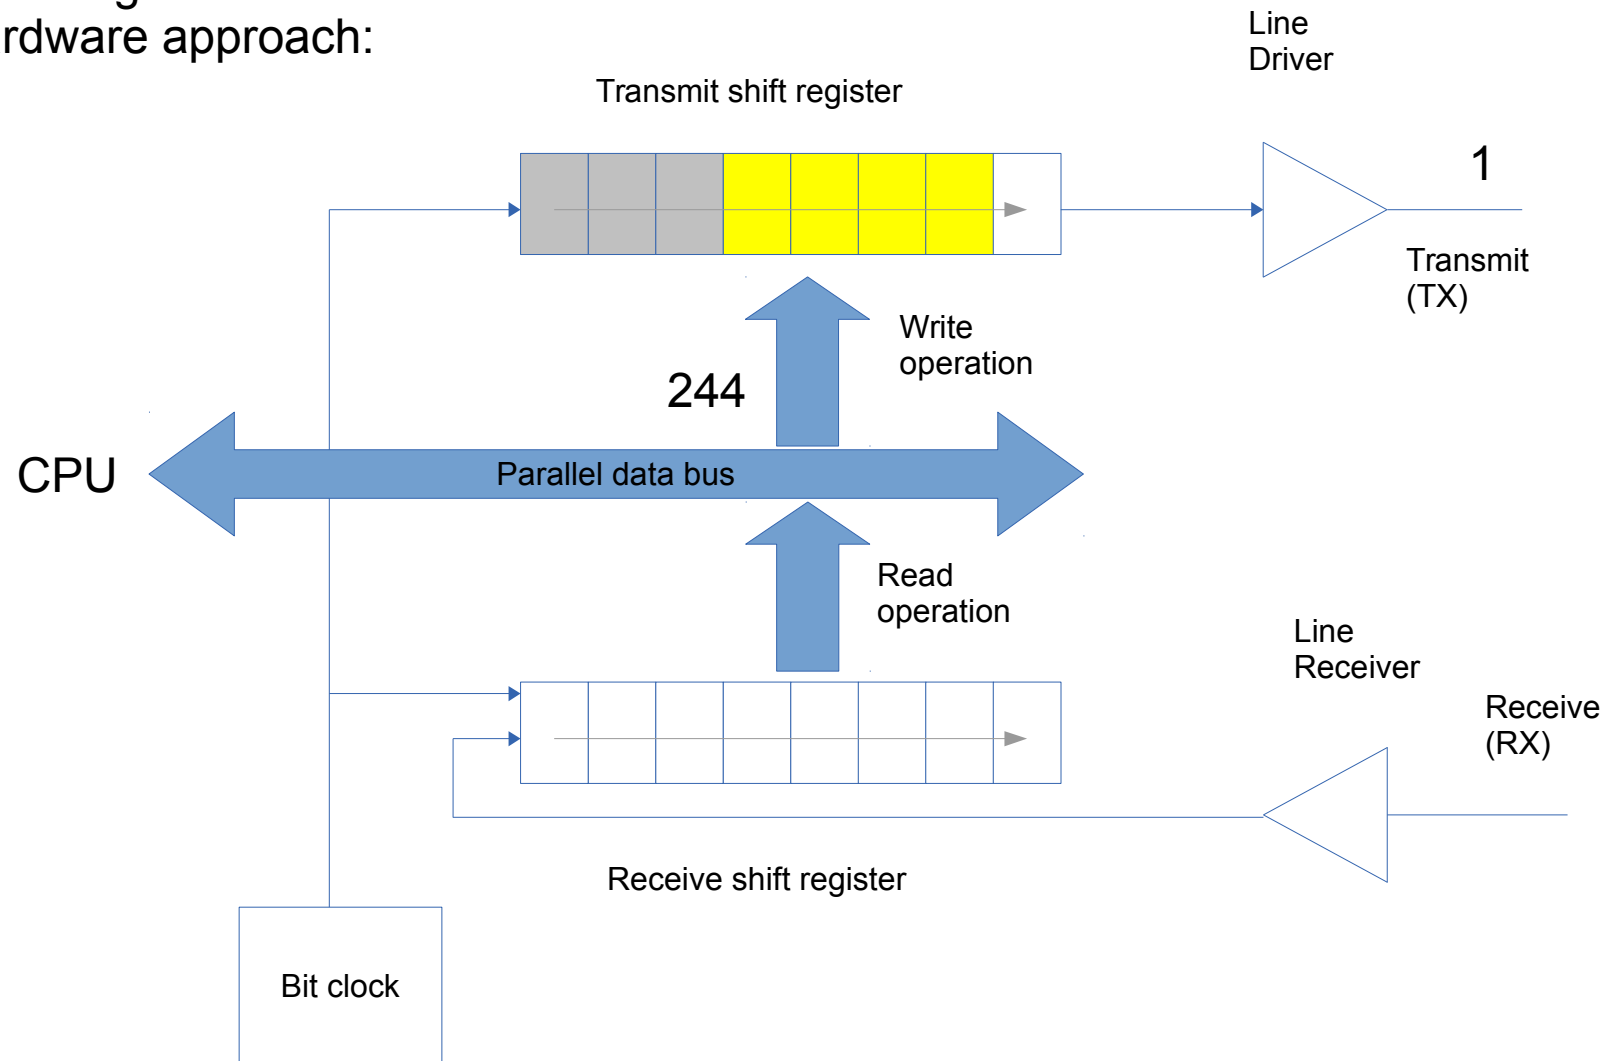 rdware approach:
Line
Driver
Transmit shift register
1
Transmit
(TX)
Write
operation
244
CPU
Parallel data bus
Read
operation
Line
Receiver
Receive
(RX)
Receive shift register
Bit clock